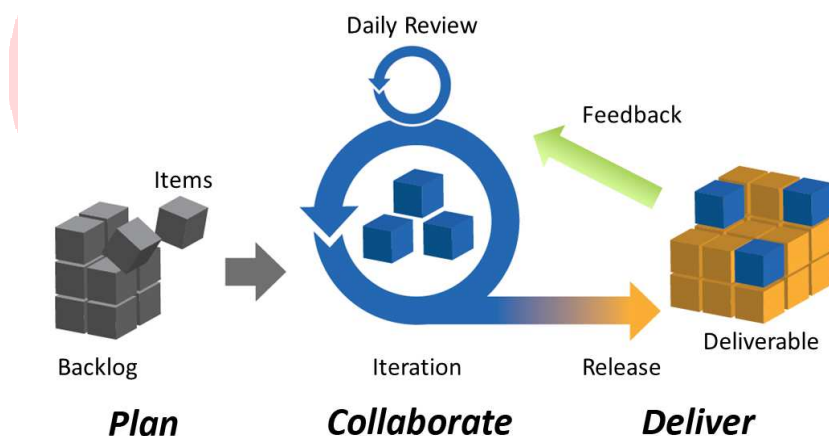 Daily Review
Feedback
Items
Backlog
Iteration
Release
Deliverable
Plan
Collaborate
Deliver